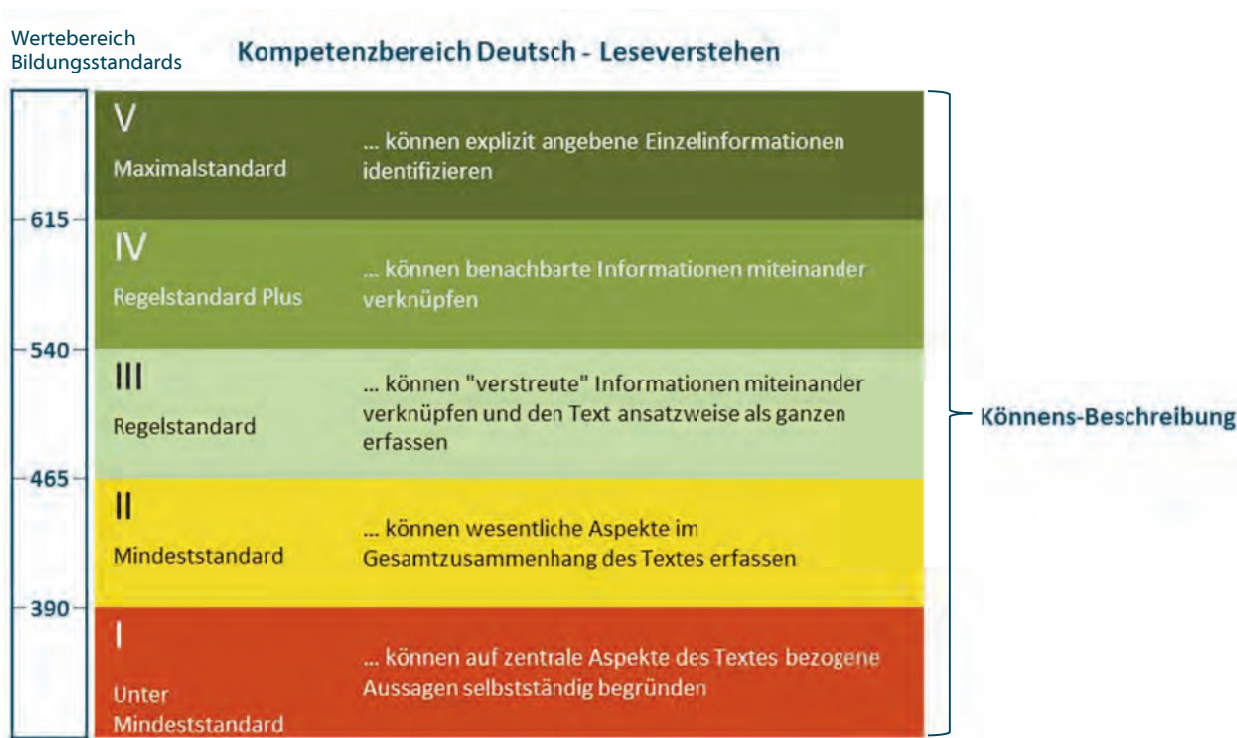 Wertebereich
Bildungsstandards
Kompetenzbereich Deutsch - Leseverstehen
V
Maximalstandard
... können explizit angebene Einzelinformationen
identifizieren
615
IV
Regelstandard Plus
... können benachbarte Informationen miteinander
verknüpfen
540
III
Regelstandard
... können "verstreute" Informationen miteinander
verknüpfen und den Text ansatzweise als ganzen
erfassen
465
II
Mindeststandard
... können wesentliche Aspekte im
Gesamtzusammenhang des Textes erfassen
390
I
Unter
Mindeststandard
... können auf zentrale Aspekte des Textes bezogene
Aussagen selbstständig begründen
Könnens-Beschreibung